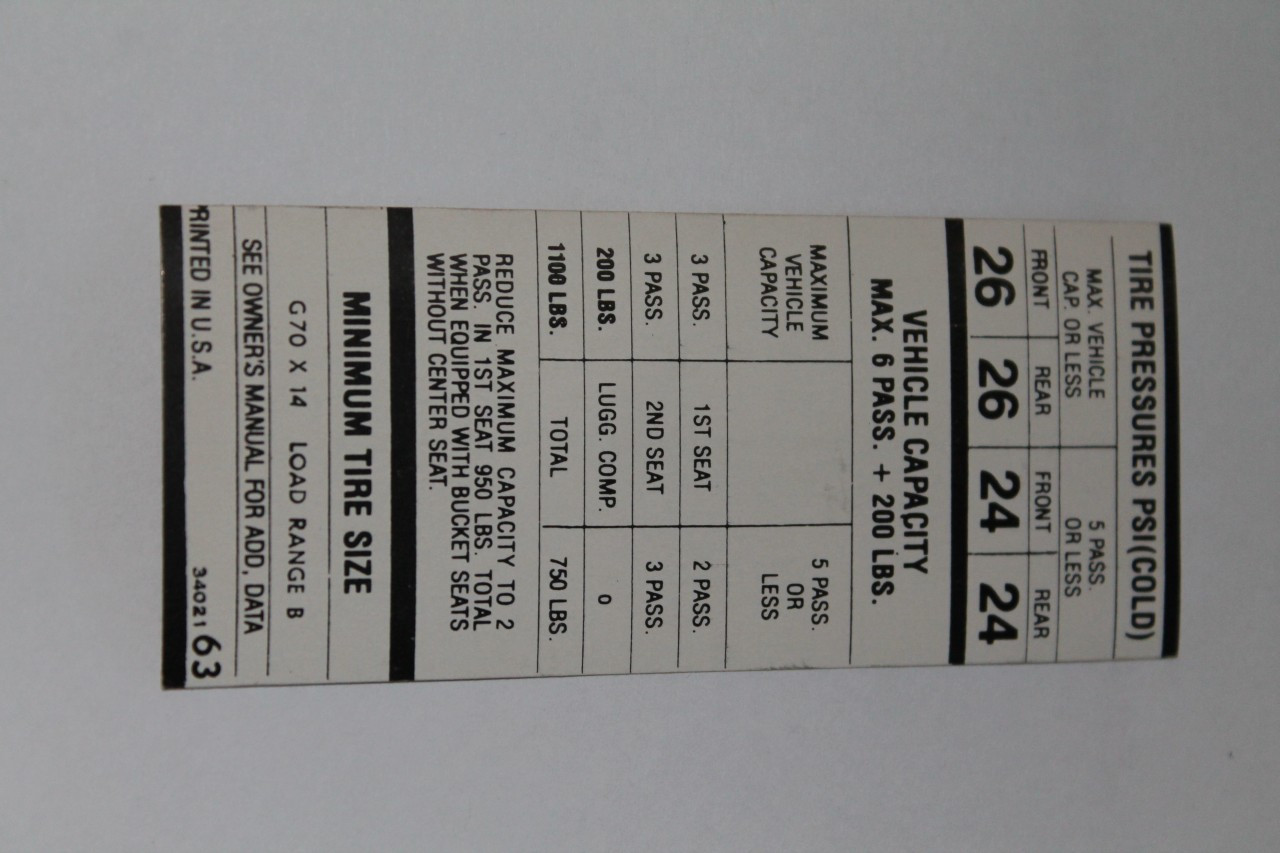 TIRE PRESSURES PSI (COLD)
MAX. VEHICLE CAP. OR LESS
5 PASS. OR LESS
FRONT REAR FRONT REAR
26 26 24 24
VEHICLE CAPACITY
MAX. 6 PASS. + 200 LBS.
MAXIMUM VEHICLE CAPACITY
5 PASS. OR LESS
3 PASS. 1ST SEAT 2 PASS.
3 PASS. 2ND SEAT 3 PASS.
200 LBS. LUGG. COMP. 0
1100 LBS. TOTAL 750 LBS.
REDUCE MAXIMUM CAPACITY TO 2
PASS. IN 1ST SEAT 950 LBS. TOTAL
WHEN EQUIPPED WITH BUCKET SEATS
WITHOUT CENTER SEAT.
MINIMUM TIRE SIZE
G70 X 14 LOAD RANGE B
SEE OWNER'S MANUAL FOR ADD, DATA
PRINTED IN U.S.A. 3402163